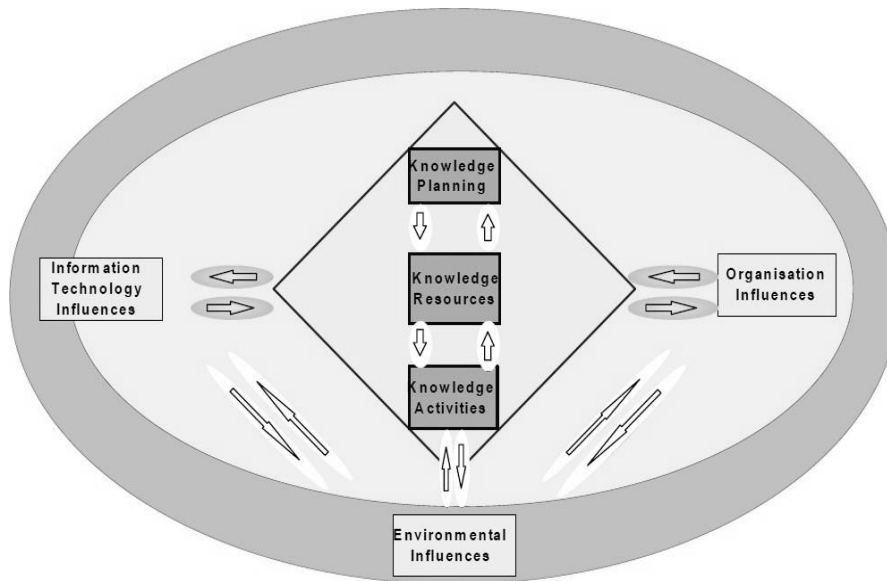 Knowledge
Planning
Information
Technology
Influences
Knowledge
Resources
Organisation
Influences
Knowledge
Activities
Environmental
Influences